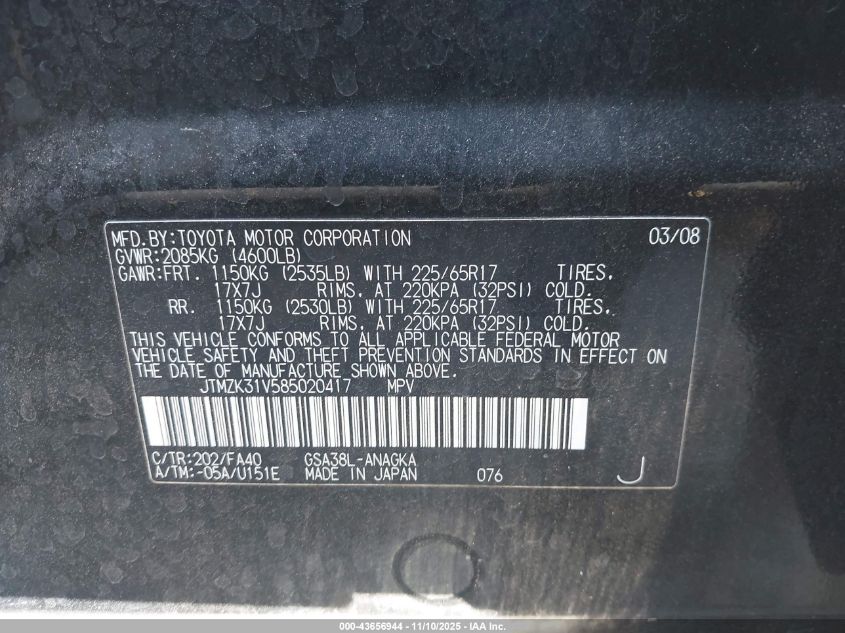 MFD.BY:TOYOTA MOTOR CORPORATION 03/08
GVWR:2085KG (4600LB)
GAWR:FRT. 1150KG (2535LB) WITH 225/65R17 TIRES,
17X7J RIMS, AT 220KPA (32PSI) COLD.
RR. 1150KG (2530LB) WITH 225/65R17 TIRES,
17X7J RIMS, AT 220KPA (32PSI) COLD.
THIS VEHICLE CONFORMS TO ALL APPLICABLE FEDERAL MOTOR
VEHICLE SAFETY AND THEFT PREVENTION STANDARDS IN EFFECT ON
THE DATE OF MANUFACTURE SHOWN ABOVE.
JTMZK31V585020417 MPV
C/TR:202/FA40 GSA38L-ANAGKA
A/TM:-05A/U151E MADE IN JAPAN 076 J
000-43656944 - 11/10/2025 - IAA Inc.